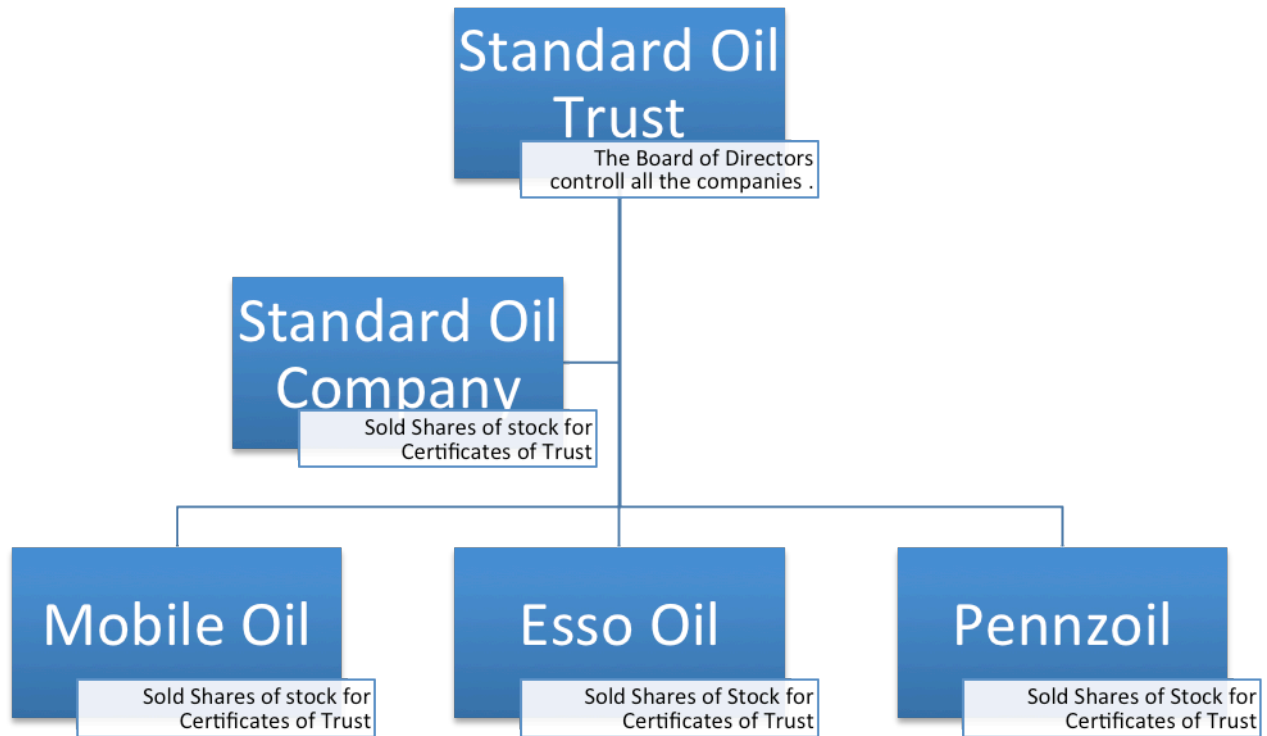 Standard Oil
Trust
The Board of Directors
controll all the companies .
Standard Oil
Company
Sold Shares of stock for
Certificates of Trust
Mobile Oil
Sold Shares of stock for
Certificates of Trust
Esso Oil
Sold Shares of Stock for
Certificates of Trust
Pennzoil
Sold Shares of Stock for
Certificates of Trust